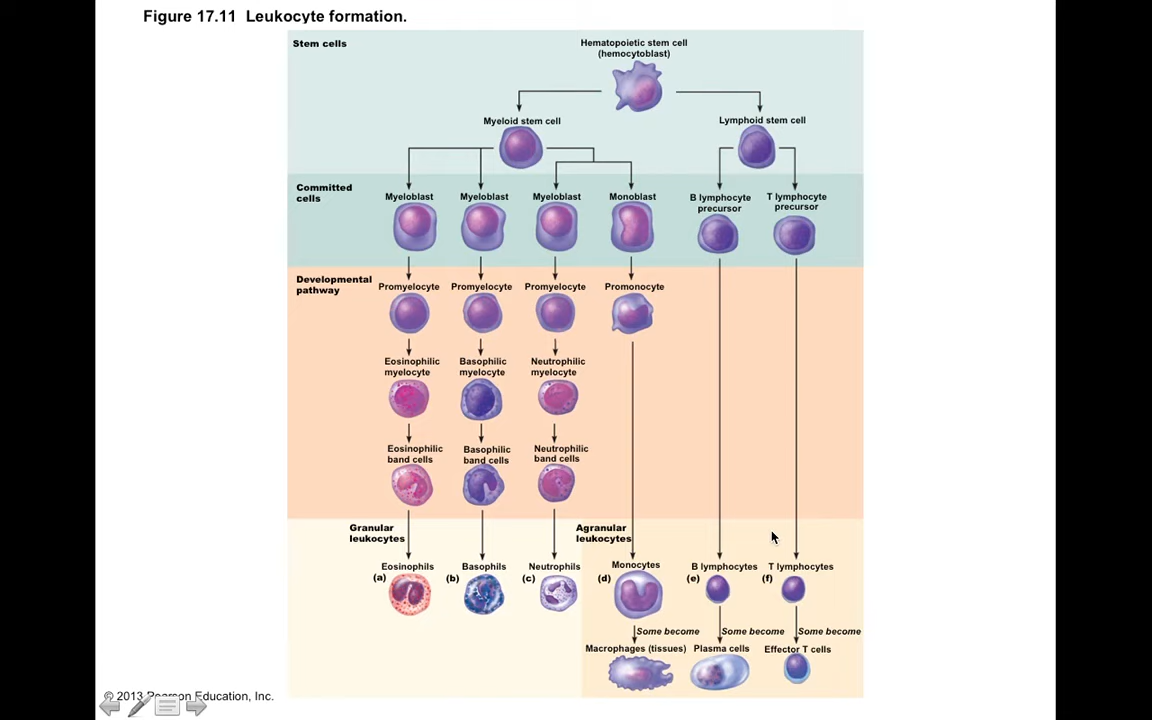 Figure 17.11 Leukocyte formation.
Stem cells
Hematopoietic stem cell
(hemocytoblast)
Myeloid stem cell
Lymphoid stem cell
Committed
cells
Myeloblast
Myeloblast
Myeloblast
Monoblast
B lymphocyte
precursor
T lymphocyte
precursor
Developmental
pathway
Promyelocyte
Promyelocyte
Promyelocyte
Promonocyte
Eosinophilic
myelocyte
Basophilic
myelocyte
Neutrophilic
myelocyte
Eosinophilic
band cells
Basophilic
band cells
Neutrophilic
band cells
Granular
leukocytes
Agranular
leukocytes
Eosinophils
(a)
Basophils
(b)
Neutrophils
(c)
Monocytes
(d)
B lymphocytes
(e)
T lymphocytes
(f)
Some become
Some become
Some become
Macrophages (tissues)
Plasma cells
Effector T cells
© 2013 Pearson Education, Inc.